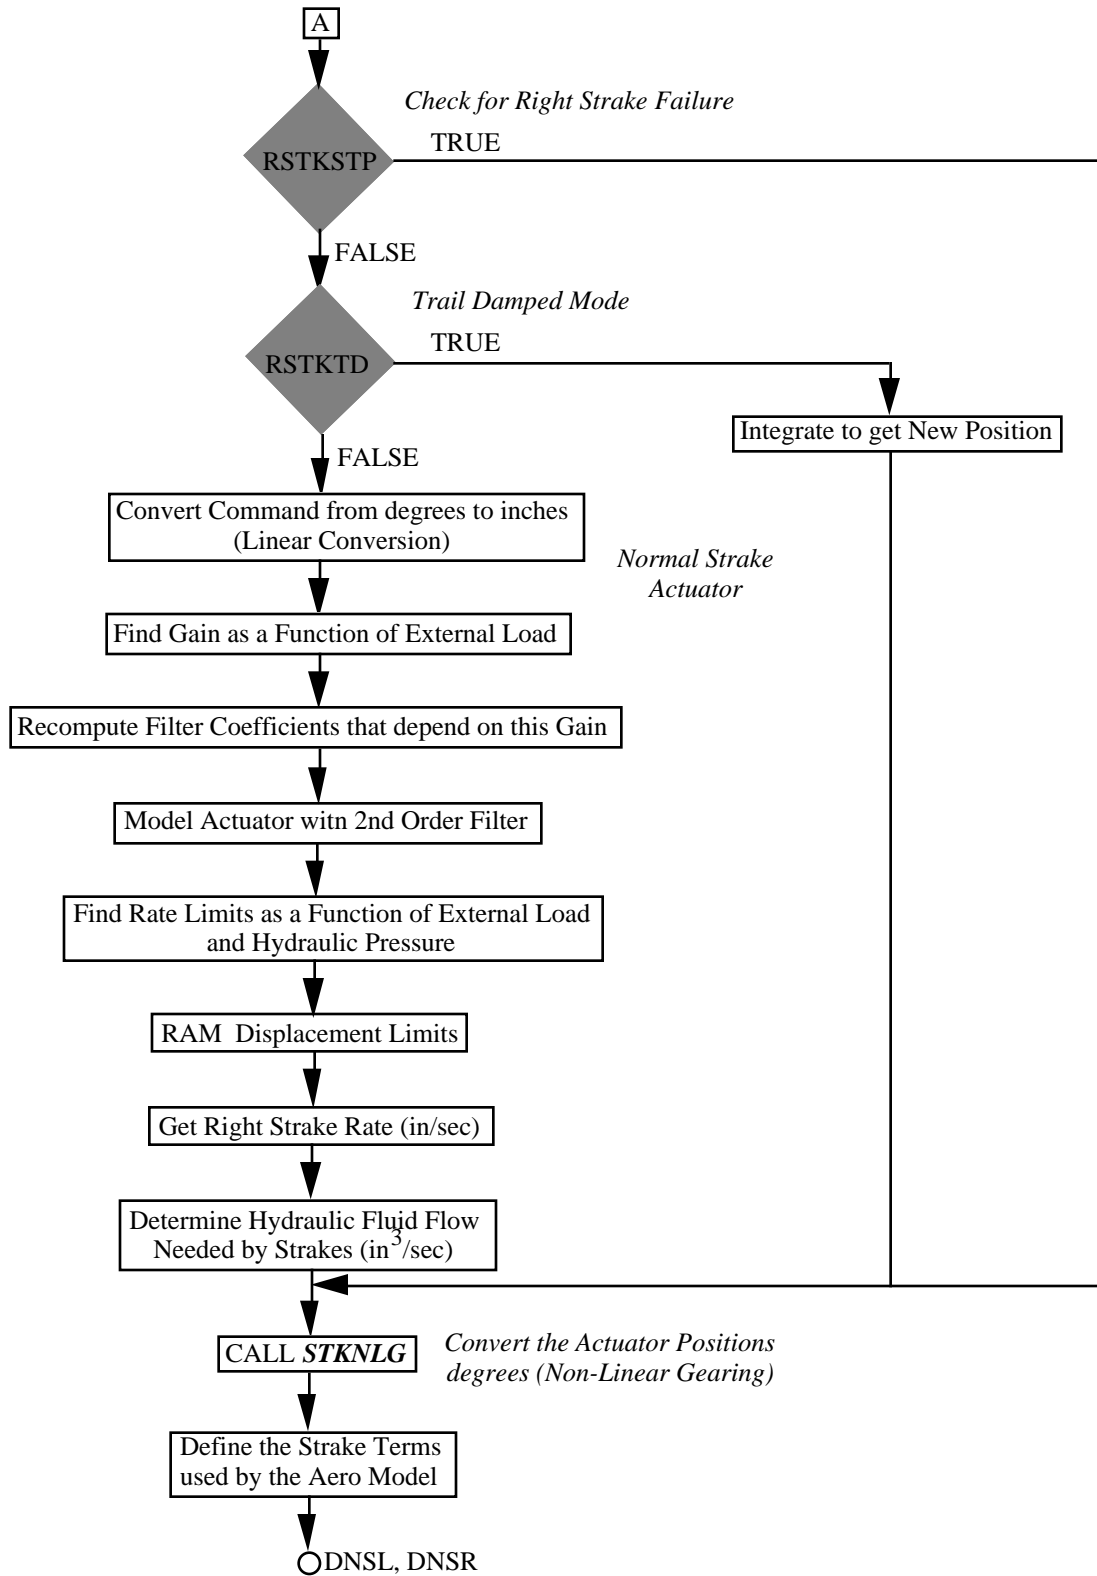 A
Check for Right Strake Failure
TRUE
RSTKSTP
FALSE
Trail Damped Mode
TRUE
RSTKTD
Integrate to get New Position
FALSE
Convert Command from degrees to inches
(Linear Conversion)
Normal Strake
Actuator
Find Gain as a Function of External Load
Recompute Filter Coefficients that depend on this Gain
Model Actuator witn 2nd Order Filter
Find Rate Limits as a Function of External Load
and Hydraulic Pressure
RAM Displacement Limits
Get Right Strake Rate (in/sec)
Determine Hydraulic Fluid Flow
Needed by Strakes (in³/sec)
CALL STKNLG
Convert the Actuator Positions
degrees (Non-Linear Gearing)
Define the Strake Terms
used by the Aero Model
DNSL, DNSR